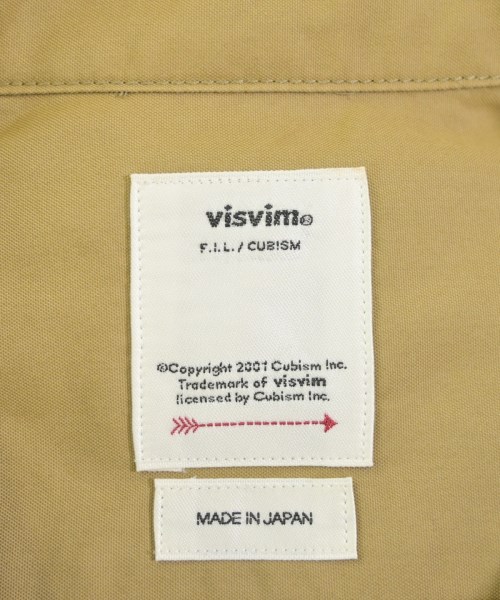 visvim®
F.I.L. / CUBISM
©Copyright 2001 Cubism Inc.
Trademark of visvim
licensed by Cubism Inc.
MADE IN JAPAN